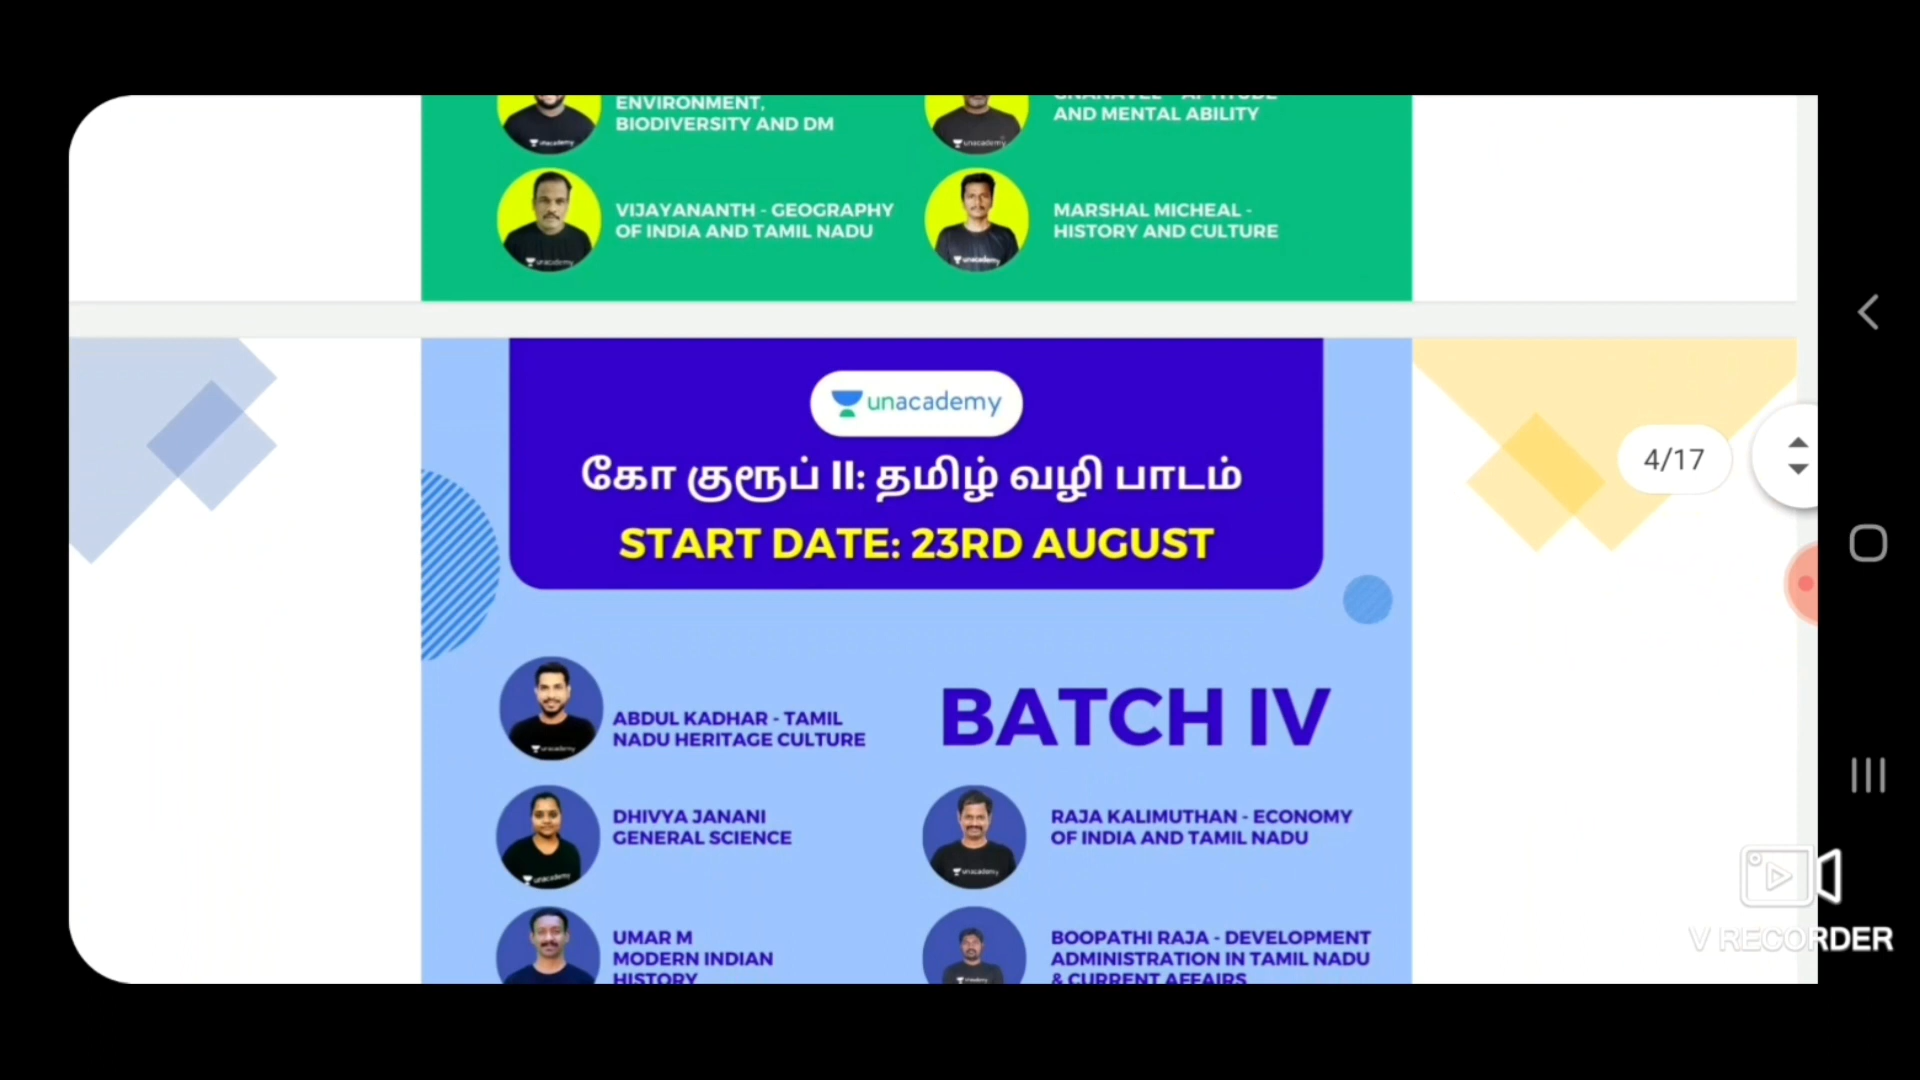 ENVIRONMENT,
BIODIVERSITY AND DM
AND MENTAL ABILITY
VIJAYANANTH - GEOGRAPHY
OF INDIA AND TAMIL NADU
MARSHAL MICHEAL -
HISTORY AND CULTURE
unacademy
கோ குரூப் II: தமிழ் வழி பாடம்
START DATE: 23RD AUGUST
4/17
ABDUL KADHAR - TAMIL
NADU HERITAGE CULTURE
BATCH IV
DHIVYA JANANI
GENERAL SCIENCE
RAJA KALIMUTHAN - ECONOMY
OF INDIA AND TAMIL NADU
UMAR M
MODERN INDIAN
HISTORY
BOOPATHI RAJA - DEVELOPMENT
ADMINISTRATION IN TAMIL NADU
& CURRENT AFFAIRS
V RECORDER